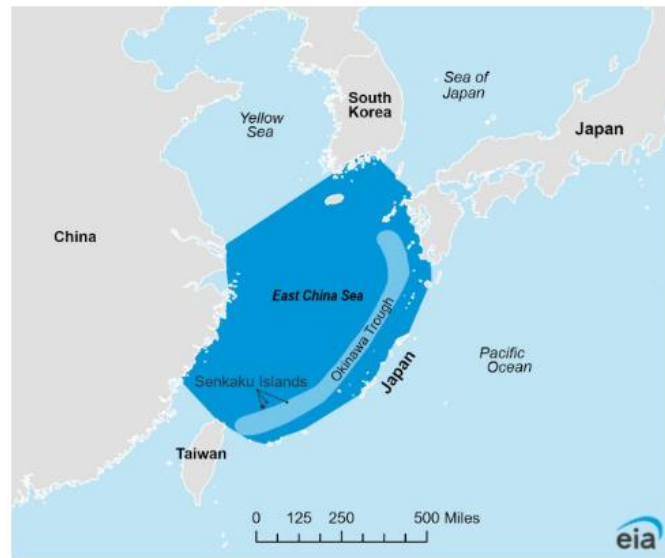 Sea of
Japan
South
Korea
Yellow
Sea
Japan
China
East China Sea
Okinawa Trough
Japan
Pacific
Ocean
Senkaku Islands
Taiwan
0 125 250 500 Miles
eia